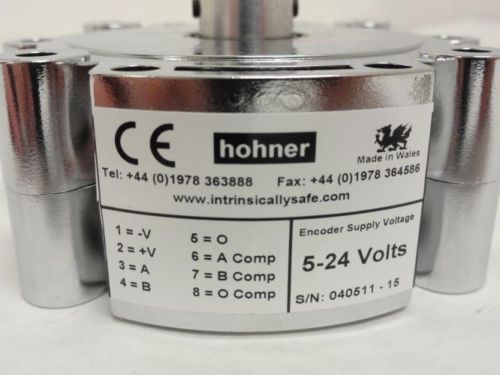 CE hohner
Made in Wales
Tel: +44 (0)1978 363888 Fax: +44 (0)1978 364586
www.intrinsicallysafe.com
1 = -V
2 = +V
3 = A
4 = B
5 = O
6 = A Comp
7 = B Comp
8 = O Comp
Encoder Supply Voltage
5-24 Volts
S/N: 040511 - 15